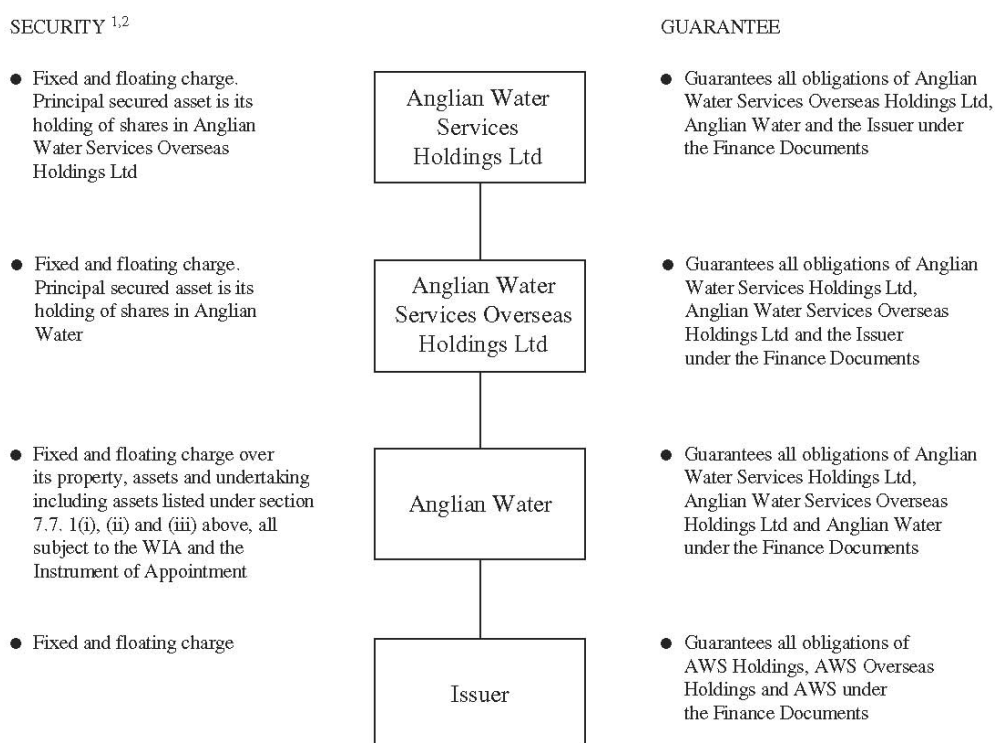 SECURITY 1,2
GUARANTEE
● Fixed and floating charge.
Principal secured asset is its
holding of shares in Anglian
Water Services Overseas
Holdings Ltd
Anglian Water
Services
Holdings Ltd
● Guarantees all obligations of Anglian
Water Services Overseas Holdings Ltd,
Anglian Water and the Issuer under
the Finance Documents
● Fixed and floating charge.
Principal secured asset is its
holding of shares in Anglian
Water
Anglian Water
Services Overseas
Holdings Ltd
● Guarantees all obligations of Anglian
Water Services Holdings Ltd,
Anglian Water Services Overseas
Holdings Ltd and the Issuer
under the Finance Documents
● Fixed and floating charge over
its property, assets and undertaking
including assets listed under section
7.7. 1(i), (ii) and (iii) above, all
subject to the WIA and the
Instrument of Appointment
Anglian Water
● Guarantees all obligations of Anglian
Water Services Holdings Ltd,
Anglian Water Services Overseas
Holdings Ltd and Anglian Water
under the Finance Documents
● Fixed and floating charge
Issuer
● Guarantees all obligations of
AWS Holdings, AWS Overseas
Holdings and AWS under
the Finance Documents